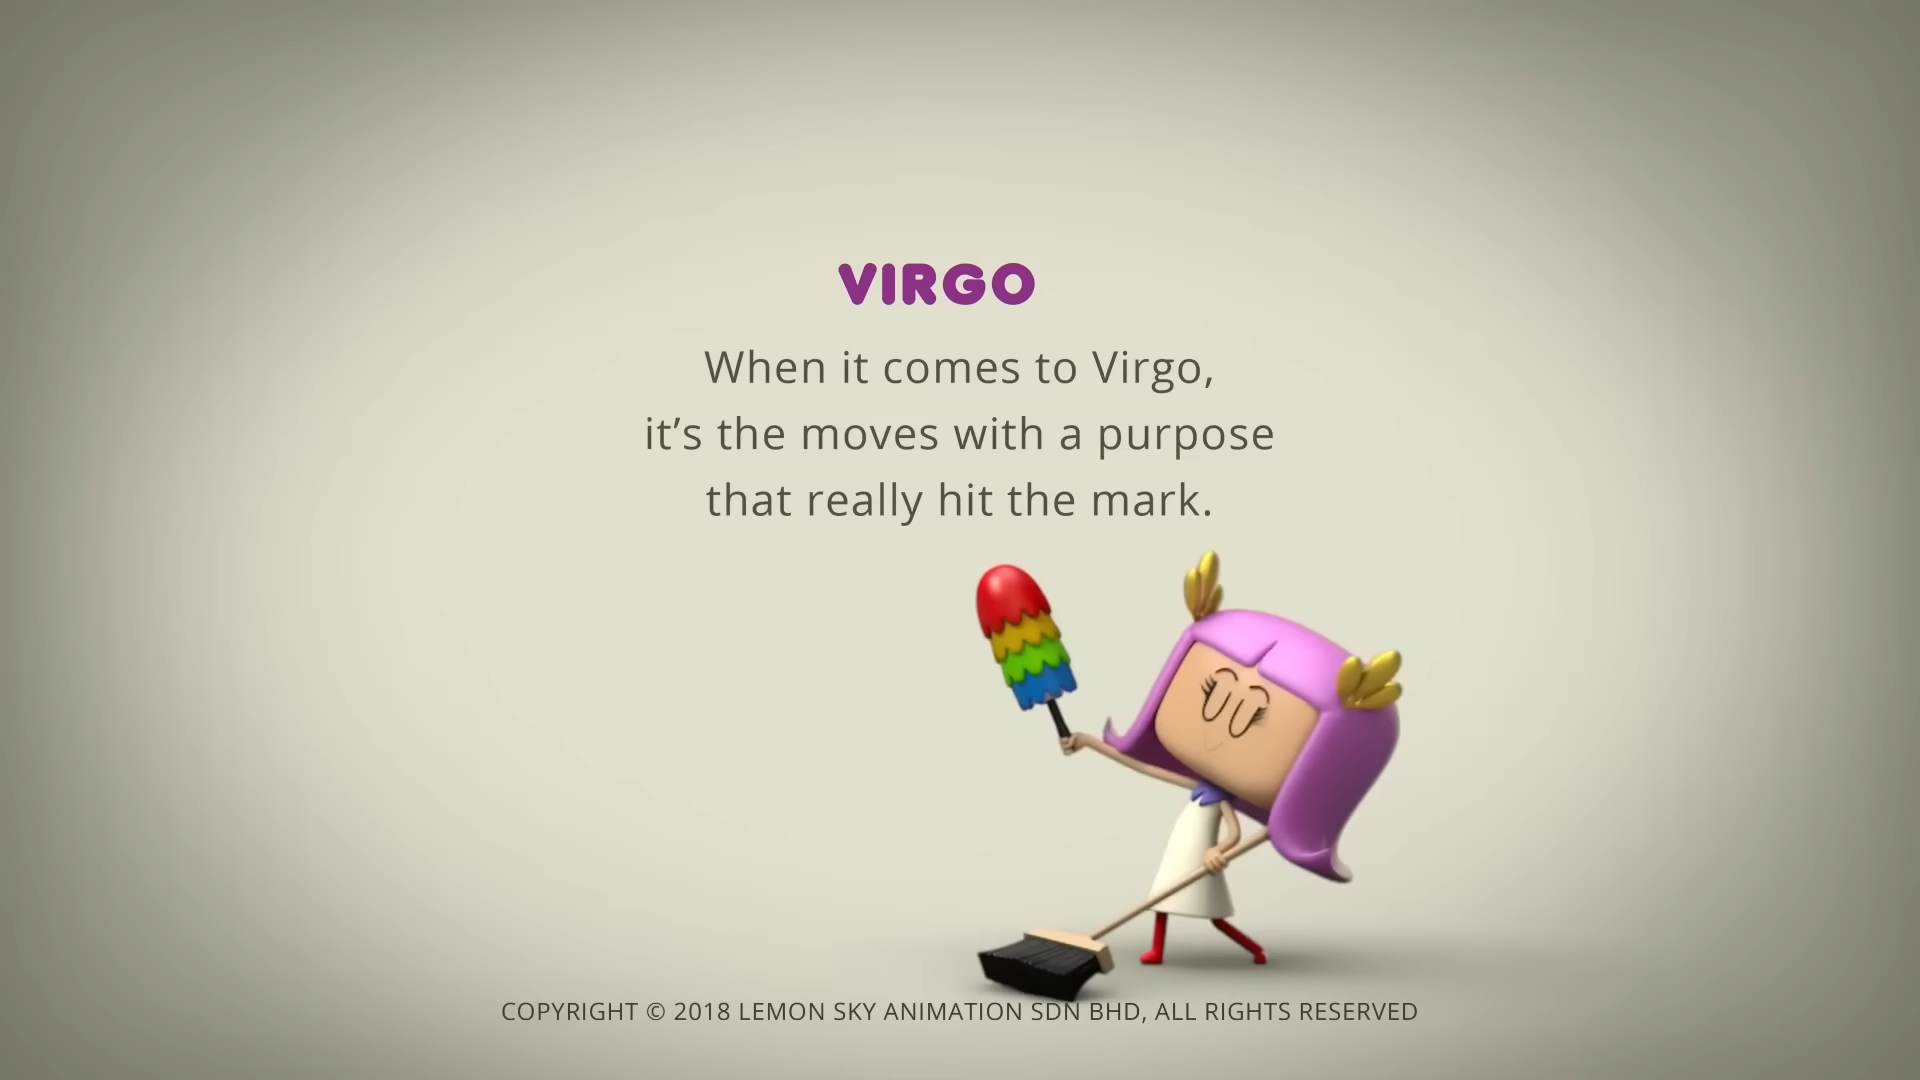 VIRGO
When it comes to Virgo,
it’s the moves with a purpose
that really hit the mark.
COPYRIGHT © 2018 LEMON SKY ANIMATION SDN BHD, ALL RIGHTS RESERVED